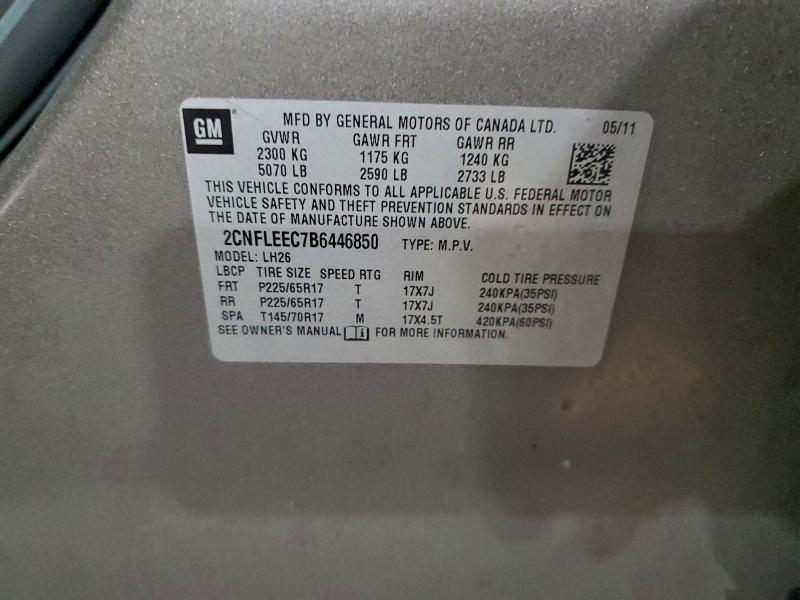 GM
MFD BY GENERAL MOTORS OF CANADA LTD. 05/11
GVWR GAWR FRT GAWR RR
2300 KG 1175 KG 1240 KG
5070 LB 2590 LB 2733 LB
THIS VEHICLE CONFORMS TO ALL APPLICABLE U.S. FEDERAL MOTOR
VEHICLE SAFETY AND THEFT PREVENTION STANDARDS IN EFFECT ON
THE DATE OF MANUFACTURE SHOWN ABOVE.
2CNFLEEC7B6446850 TYPE: M.P.V.
MODEL: LH26
LBCP TIRE SIZE SPEED RTG RIM COLD TIRE PRESSURE
FRT P225/65R17 T 17X7J 240KPA(35PSI)
RR P225/65R17 T 17X7J 240KPA(35PSI)
SPA T145/70R17 M 17X4.5T 420KPA(60PSI)
SEE OWNER'S MANUAL FOR MORE INFORMATION.